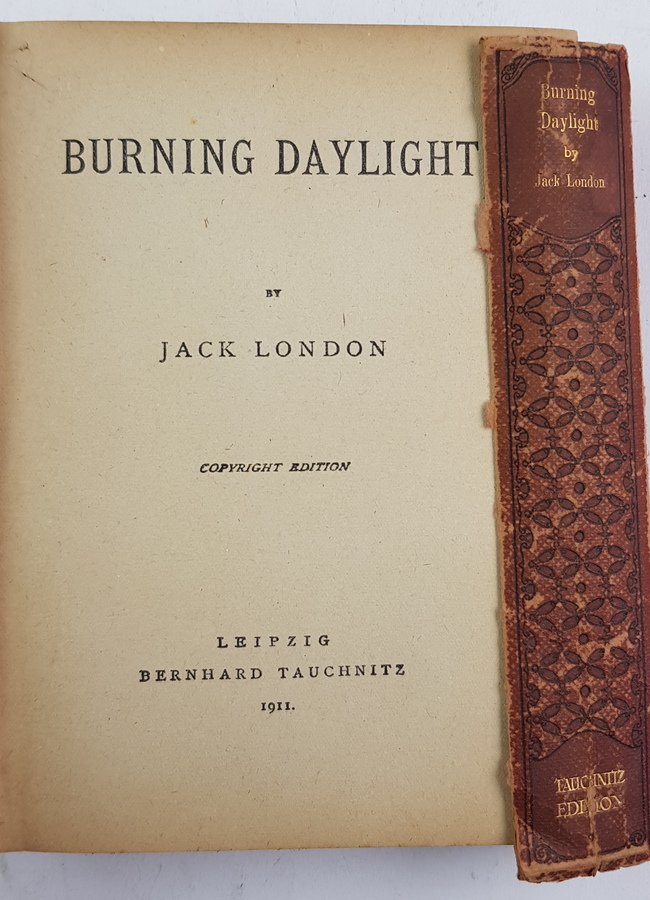 BURNING DAYLIGHT
BY
JACK LONDON
COPYRIGHT EDITION
LEIPZIG
BERNHARD TAUCHNITZ
1911.
Burning
Daylight
by
Jack London
TAUCHNITZ
EDITION